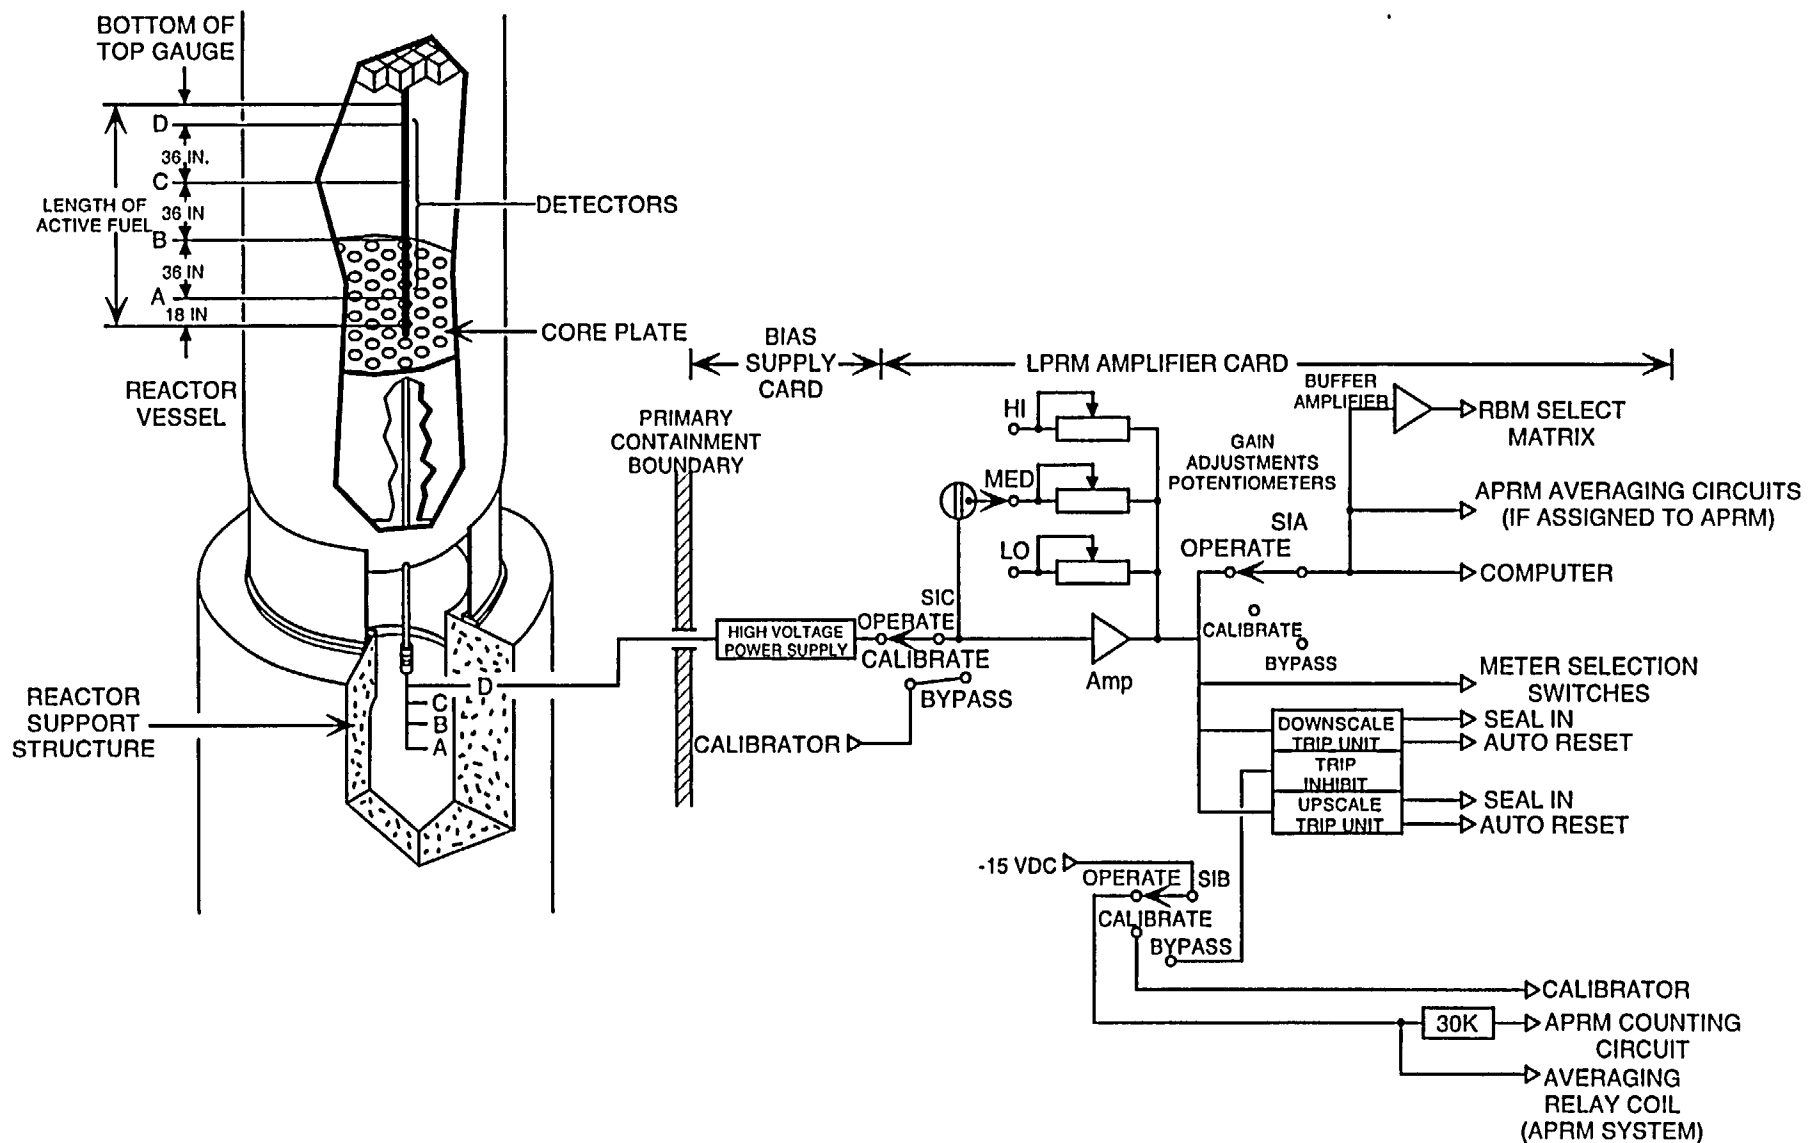 BOTTOM OF
TOP GAUGE
D
36 IN.
C
LENGTH OF
ACTIVE FUEL
36 IN
B
36 IN
A
18 IN
DETECTORS
CORE PLATE
REACTOR
VESSEL
BIAS
SUPPLY
CARD
LPRM AMPLIFIER CARD
PRIMARY
CONTAINMENT
BOUNDARY
HI
MED
LO
GAIN
ADJUSTMENTS
POTENTIOMETERS
BUFFER
AMPLIFIER
RBM SELECT
MATRIX
APRM AVERAGING CIRCUITS
(IF ASSIGNED TO APRM)
SIA
OPERATE
COMPUTER
CALIBRATE
BYPASS
SIC
OPERATE
HIGH VOLTAGE
POWER SUPPLY
CALIBRATE
BYPASS
Amp
METER SELECTION
SWITCHES
REACTOR
SUPPORT
STRUCTURE
D
C
B
A
CALIBRATOR
DOWNSCALE
TRIP UNIT
SEAL IN
AUTO RESET
TRIP
INHIBIT
UPSCALE
TRIP UNIT
SEAL IN
AUTO RESET
-15 VDC
OPERATE
SIB
CALIBRATE
BYPASS
CALIBRATOR
30K
APRM COUNTING
CIRCUIT
AVERAGING
RELAY COIL
(APRM SYSTEM)